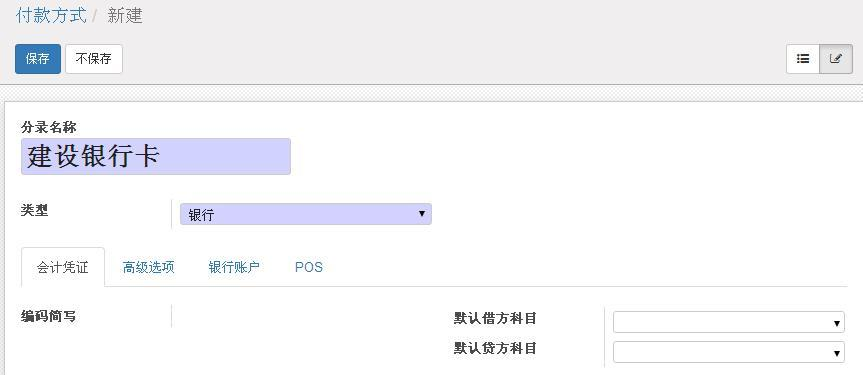 付款方式 / 新建
保存 不保存
分录名称
建设银行卡
类型 银行
会计凭证 高级选项 银行账户 POS
编码简写 默认借方科目
默认贷方科目